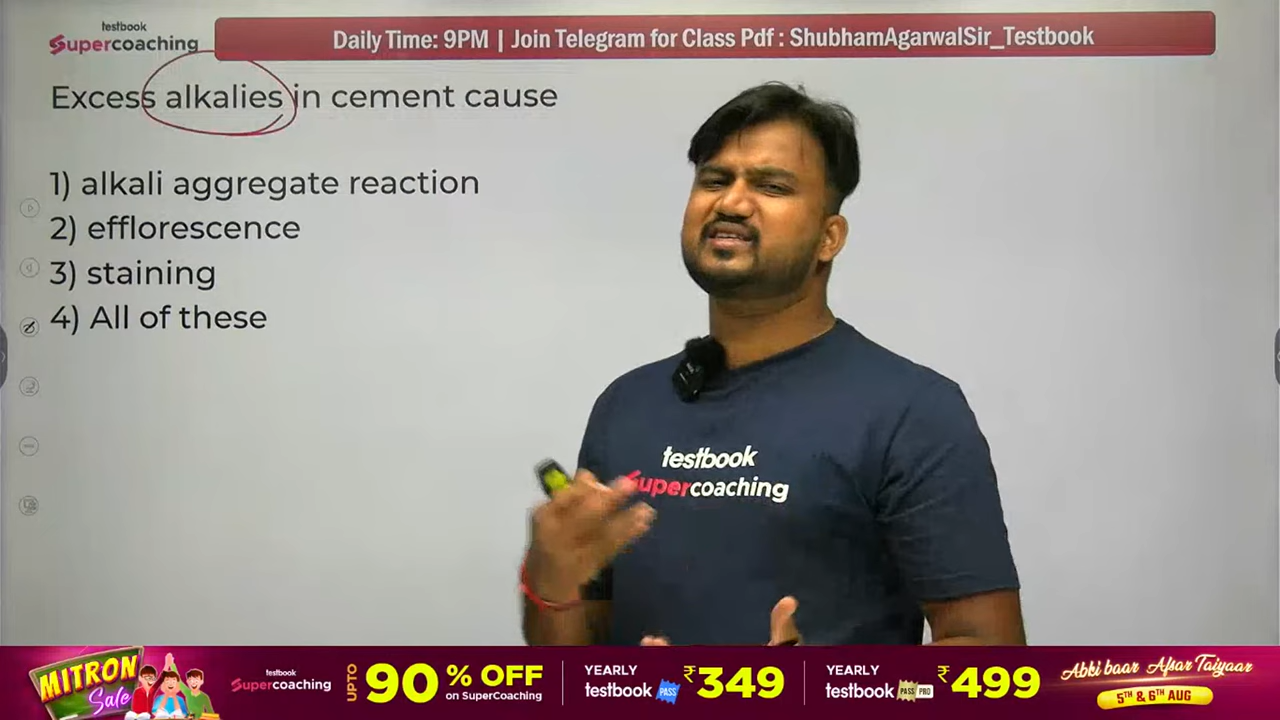 testbook
Supercoaching
Daily Time: 9PM | Join Telegram for Class Pdf : ShubhamAgarwalSir_Testbook
Excess alkalies in cement cause
1) alkali aggregate reaction
2) efflorescence
3) staining
4) All of these
testbook
Supercoaching
MITRON
Sale
testbook
Supercoaching
UPTO 90 % OFF
on SuperCoaching
YEARLY
testbook PASS
₹349
YEARLY
testbook PASS PRO
₹499
Abki baar Afsar Taiyaar
5TH & 6TH AUG